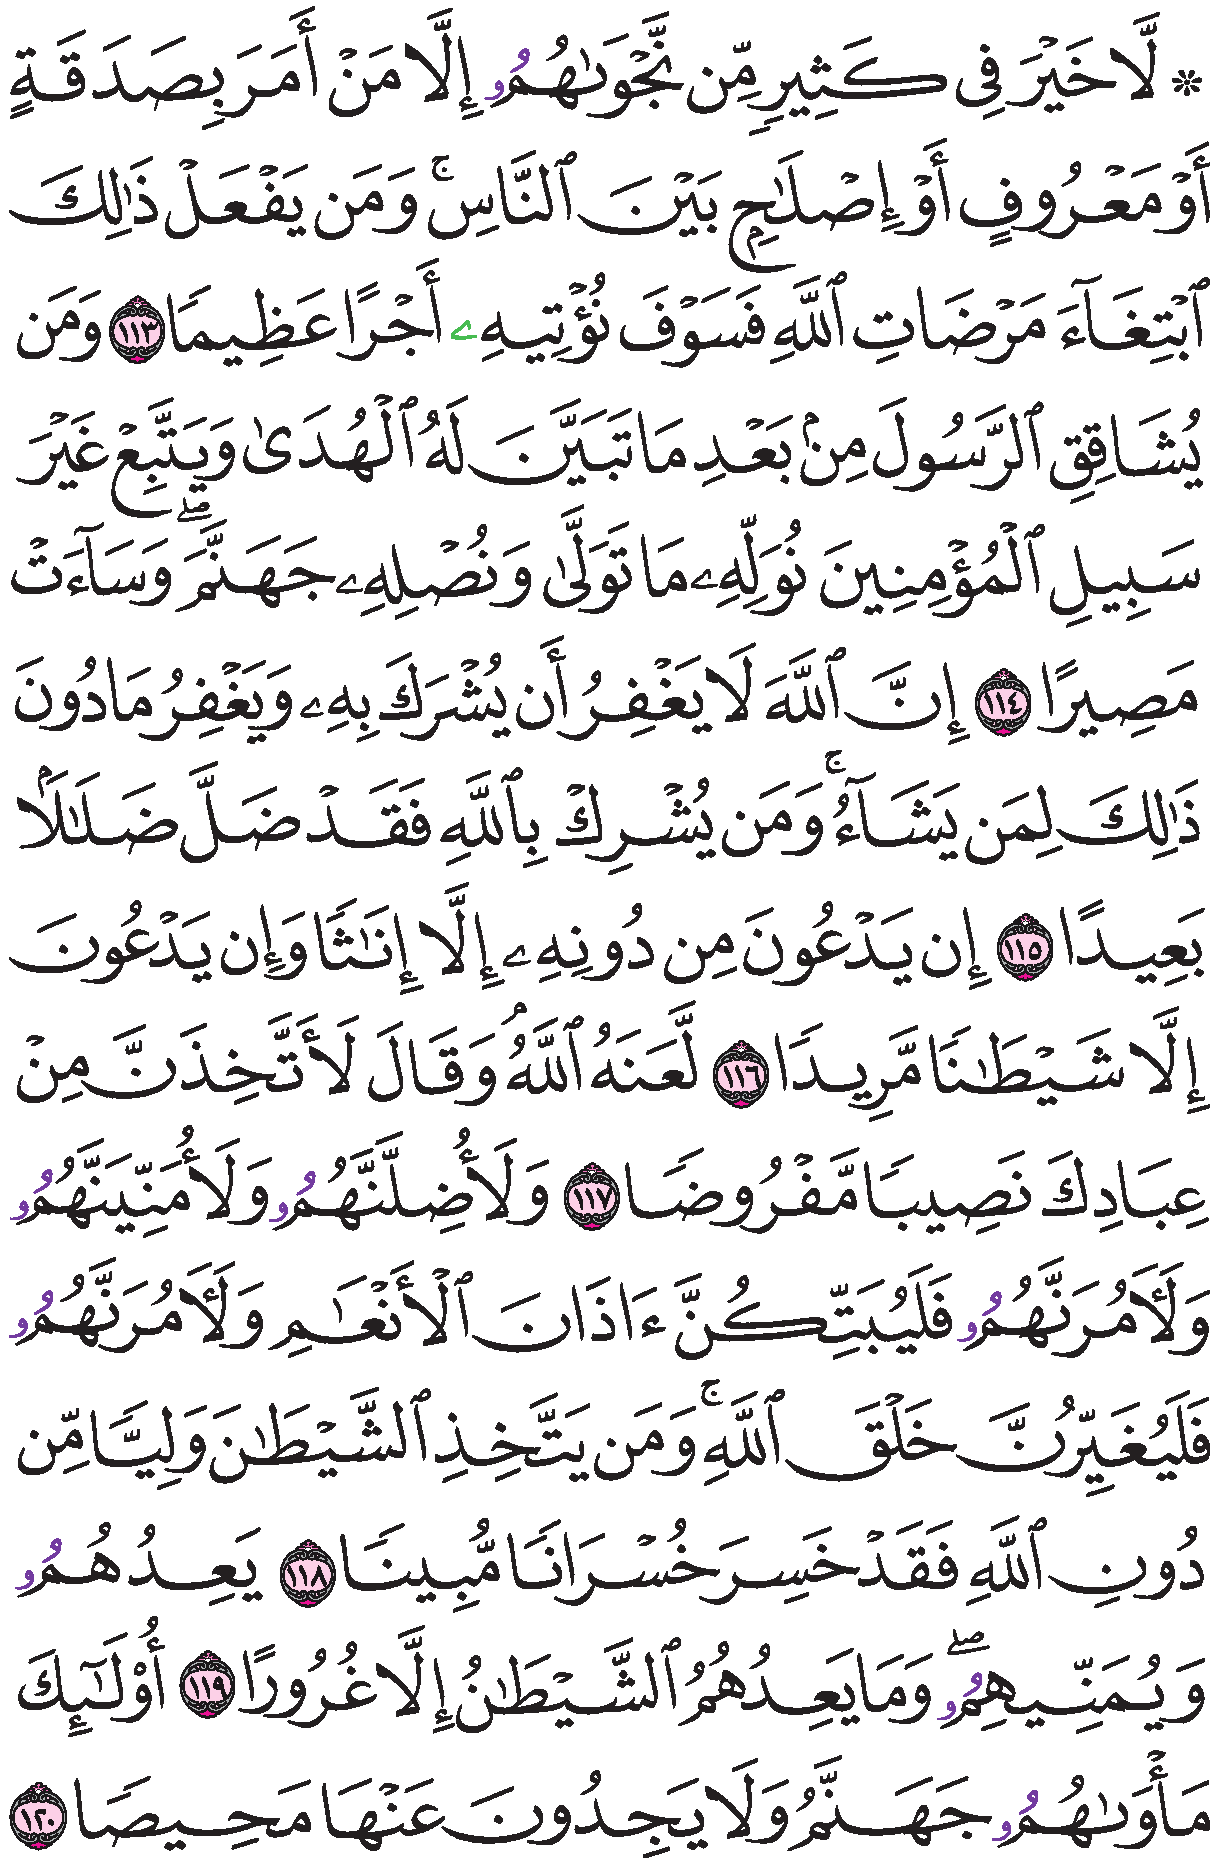 ۞ لَّا خَيْرَ فِى كَثِيرٍ مِّن نَّجْوَىٰهُمُۥ إِلَّا مَنْ أَمَرَ بِصَدَقَةٍ
أَوْ مَعْرُوفٍ أَوْ إِصْلَٰحٍۭ بَيْنَ ٱلنَّاسِ ۚ وَمَن يَفْعَلْ ذَٰلِكَ
ٱبْتِغَآءَ مَرْضَاتِ ٱللَّهِ فَسَوْفَ نُؤْتِيهِۦ أَجْرًا عَظِيمًا ١١٣ وَمَن
يُشَاقِقِ ٱلرَّسُولَ مِنۢ بَعْدِ مَا تَبَيَّنَ لَهُ ٱلْهُدَىٰ وَيَتَّبِعْ غَيْرَ
سَبِيلِ ٱلْمُؤْمِنِينَ نُوَلِّهِۦ مَا تَوَلَّىٰ وَنُصْلِهِۦ جَهَنَّمَ ۖ وَسَآءَتْ
مَصِيرًا ١١٤ إِنَّ ٱللَّهَ لَا يَغْفِرُ أَن يُشْرَكَ بِهِۦ وَيَغْفِرُ مَا دُونَ
ذَٰلِكَ لِمَن يَشَآءُ ۚ وَمَن يُشْرِكْ بِٱللَّهِ فَقَدْ ضَلَّ ضَلَٰلًۢا
بَعِيدًا ١١٥ إِن يَدْعُونَ مِن دُونِهِۦ إِلَّا إِنَٰثًا وَإِن يَدْعُونَ
إِلَّا شَيْطَٰنًا مَّرِيدًا ١١٦ لَّعَنَهُ ٱللَّهُۘ وَقَالَ لَأَتَّخِذَنَّ مِنْ
عِبَادِكَ نَصِيبًا مَّفْرُوضًا ١١٧ وَلَأُضِلَّنَّهُمُۥ وَلَأُمَنِّيَنَّهُمُۥ
وَلَأَمُرَنَّهُمُۥ فَلَيُبَتِّكُنَّ ءَاذَانَ ٱلْأَنْعَٰمِ وَلَأَمُرَنَّهُمُۥ
فَلَيُغَيِّرُنَّ خَلْقَ ٱللَّهِ ۚ وَمَن يَتَّخِذِ ٱلشَّيْطَٰنَ وَلِيًّا مِّن
دُونِ ٱللَّهِ فَقَدْ خَسِرَ خُسْرَانًا مُّبِينًا ١١٨ يَعِدُهُمُۥ
وَيُمَنِّيهِمُۥ ۖ وَمَا يَعِدُهُمُ ٱلشَّيْطَٰنُ إِلَّا غُرُورًا ١١٩ أُوْلَٰٓئِكَ
مَأْوَىٰهُمُۥ جَهَنَّمُ وَلَا يَجِدُونَ عَنْهَا مَحِيصًا ١٢٠